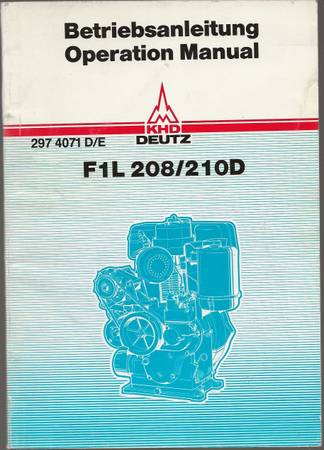 Betriebsanleitung
Operation Manual
KHD
DEUTZ
297 4071 D/E
F1L 208/210D